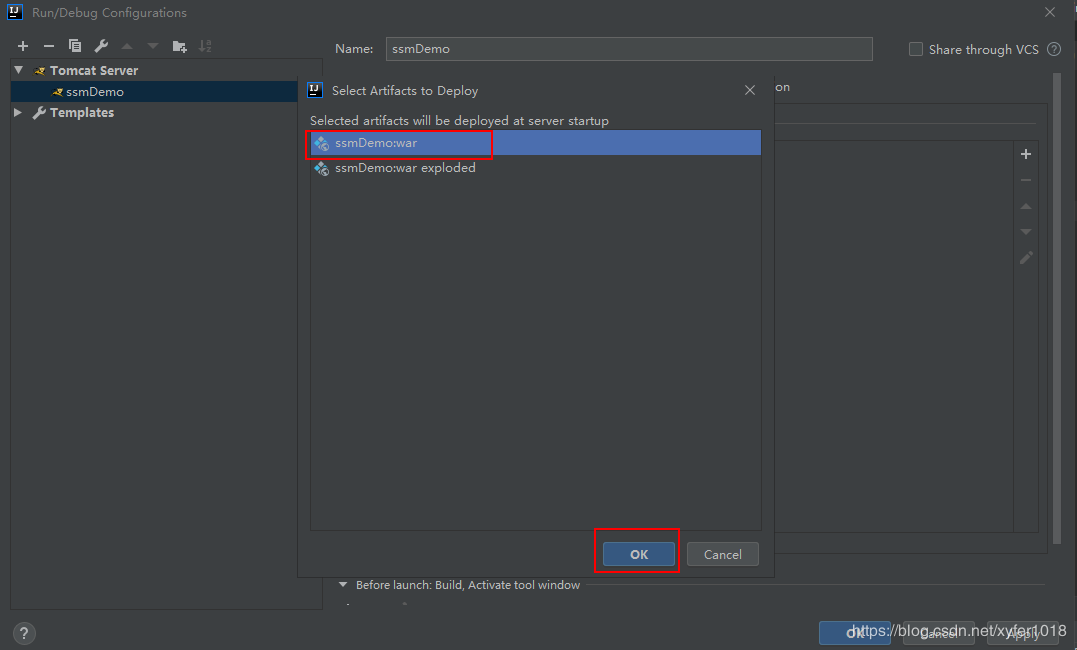 Run/Debug Configurations
Name: ssmDemo Share through VCS ?
Tomcat Server
ssmDemo
Templates
on
Select Artifacts to Deploy
Selected artifacts will be deployed at server startup
ssmDemo:war
ssmDemo:war exploded
OK Cancel
Before launch: Build, Activate tool window
? OK Cancel Apply
https://blog.csdn.net/xyfer1018